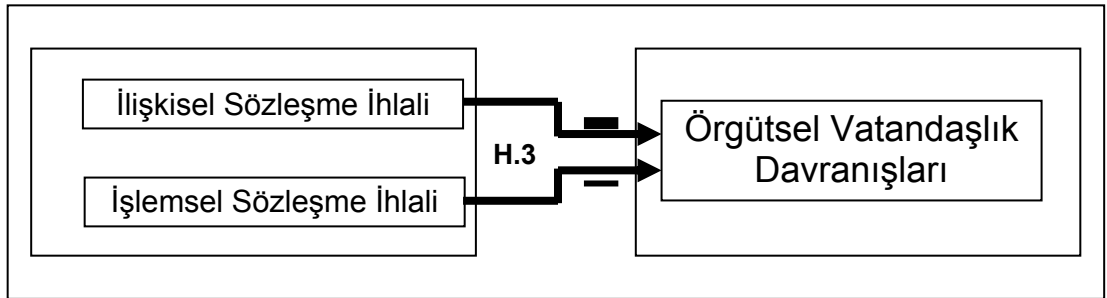 İlişkisel Sözleşme İhlali
H.3
İşlemsel Sözleşme İhlali
Örgütsel Vatandaşlık
Davranışları